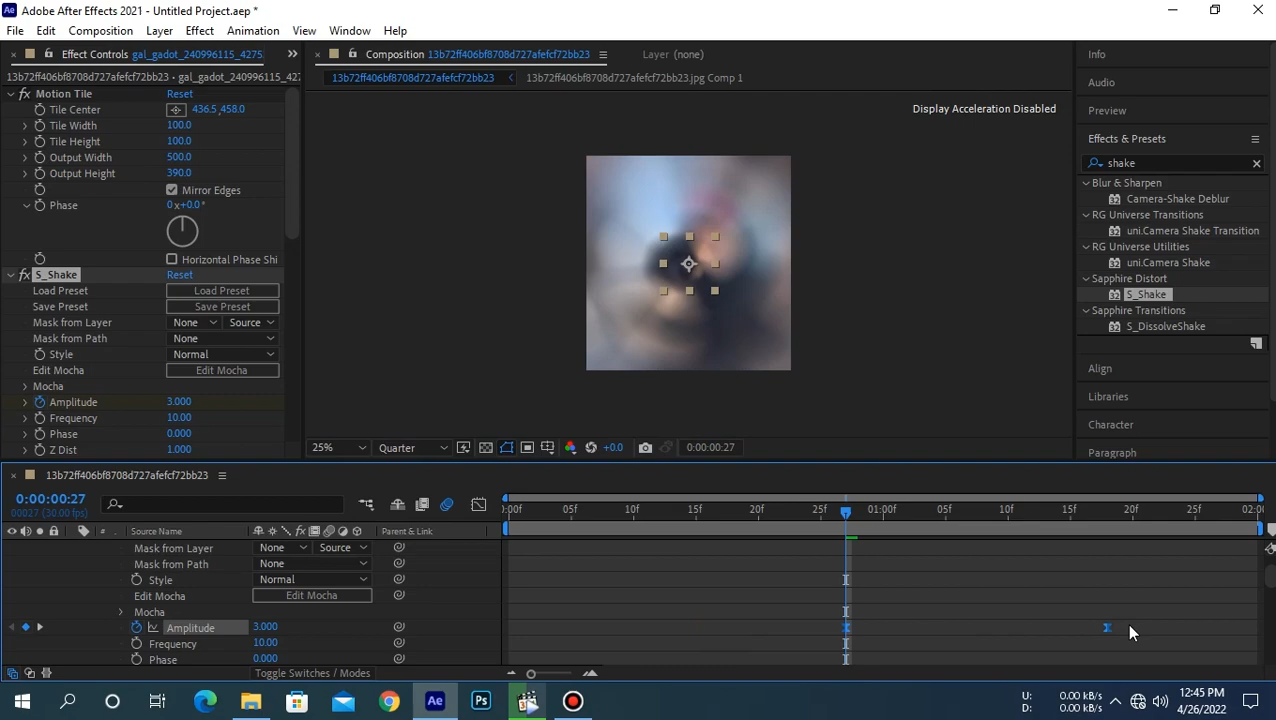 Adobe After Effects 2021 - Untitled Project.aep *
File Edit Composition Layer Effect Animation View Window Help
Effect Controls gal_gadot_240996115_4275
Composition 13b72ff406bf8708d727afefcf72bb23
Layer (none)
Info
13b72ff406bf8708d727afefcf72bb23 • gal_gadot_240996115_427
13b72ff406bf8708d727afefcf72bb23
13b72ff406bf8708d727afefcf72bb23.jpg Comp 1
Audio
fx Motion Tile Reset
Tile Center 436.5,458.0
Display Acceleration Disabled
Preview
Tile Width 100.0
Tile Height 100.0
Effects & Presets
Output Width 500.0
shake
Output Height 390.0
Blur & Sharpen
Mirror Edges
32 Camera-Shake Deblur
Phase 0 x+0.0°
RG Universe Transitions
32 uni.Camera Shake Transition
RG Universe Utilities
Horizontal Phase Shi
32 uni.Camera Shake
fx S_Shake Reset
Sapphire Distort
Load Preset Load Preset
32 S_Shake
Save Preset Save Preset
Sapphire Transitions
Mask from Layer None Source
32 S_DissolveShake
Mask from Path None
Style Normal
Edit Mocha Edit Mocha
Align
Mocha
Libraries
Amplitude 3.000
Frequency 10.00
Character
Phase 0.000
Z Dist 1.000
25% Quarter +0.0 0:00:00:27
Paragraph
13b72ff406bf8708d727afefcf72bb23
0:00:00:27
00027 (30.00 fps)
:00f 05f 10f 15f 20f 25f 01:00f 05f 10f 15f 20f 25f 02:00
# Source Name fx Parent & Link
Mask from Layer None Source
Mask from Path None
Style Normal
Edit Mocha Edit Mocha
Mocha
Amplitude 3.000
Frequency 10.00
Phase 0.000
Toggle Switches / Modes
Ae Ps
U: 0.00 kB/s
D: 0.00 kB/s
12:45 PM
4/26/2022